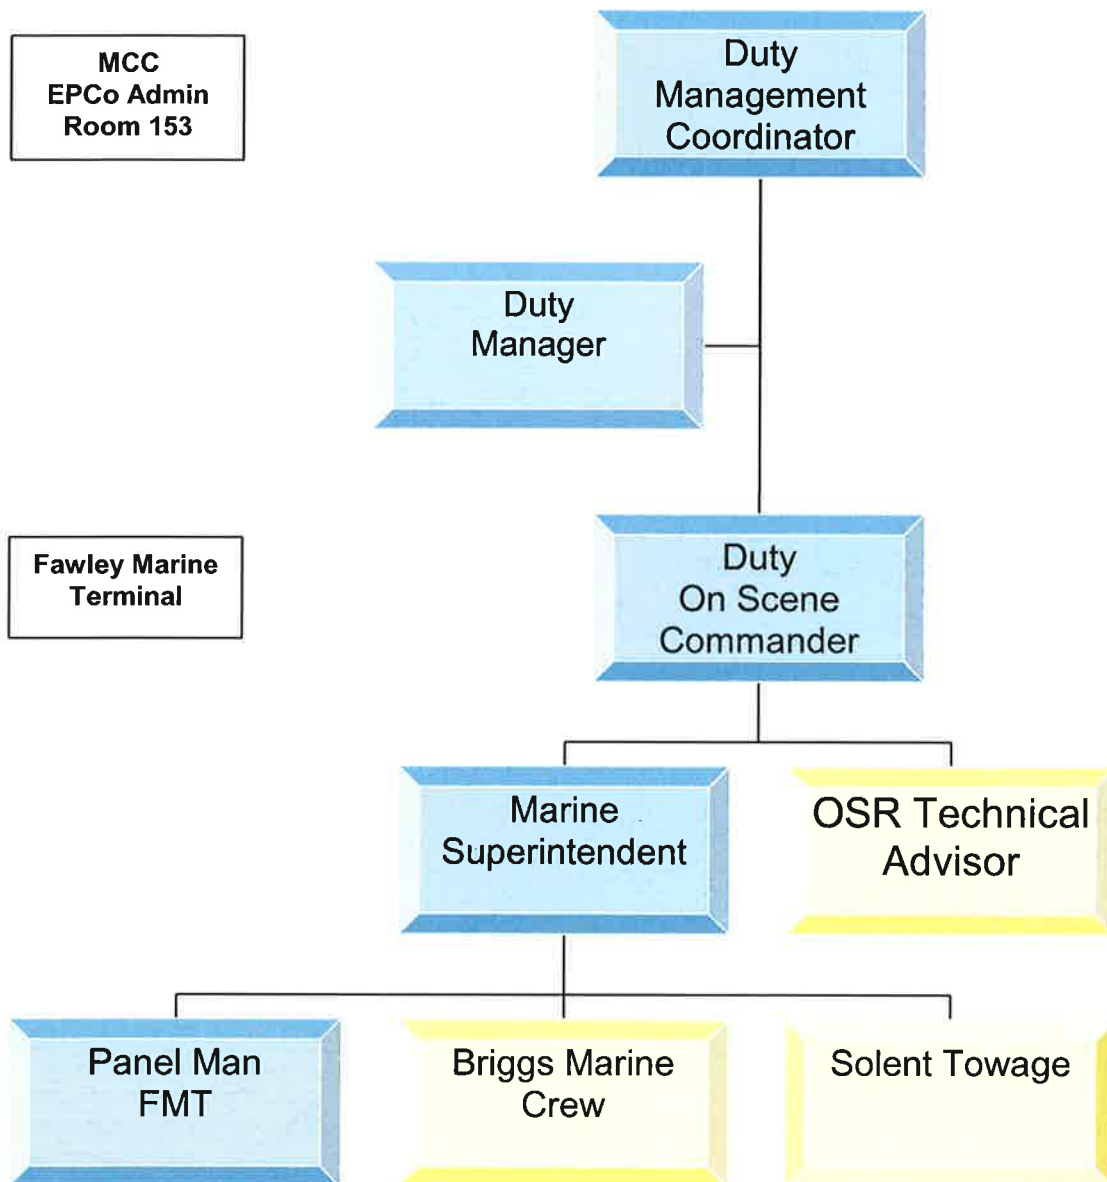 MCC
EPCo Admin
Room 153
Duty
Management
Coordinator
Duty
Manager
Fawley Marine
Terminal
Duty
On Scene
Commander
Marine
Superintendent
OSR Technical
Advisor
Panel Man
FMT
Briggs Marine
Crew
Solent Towage